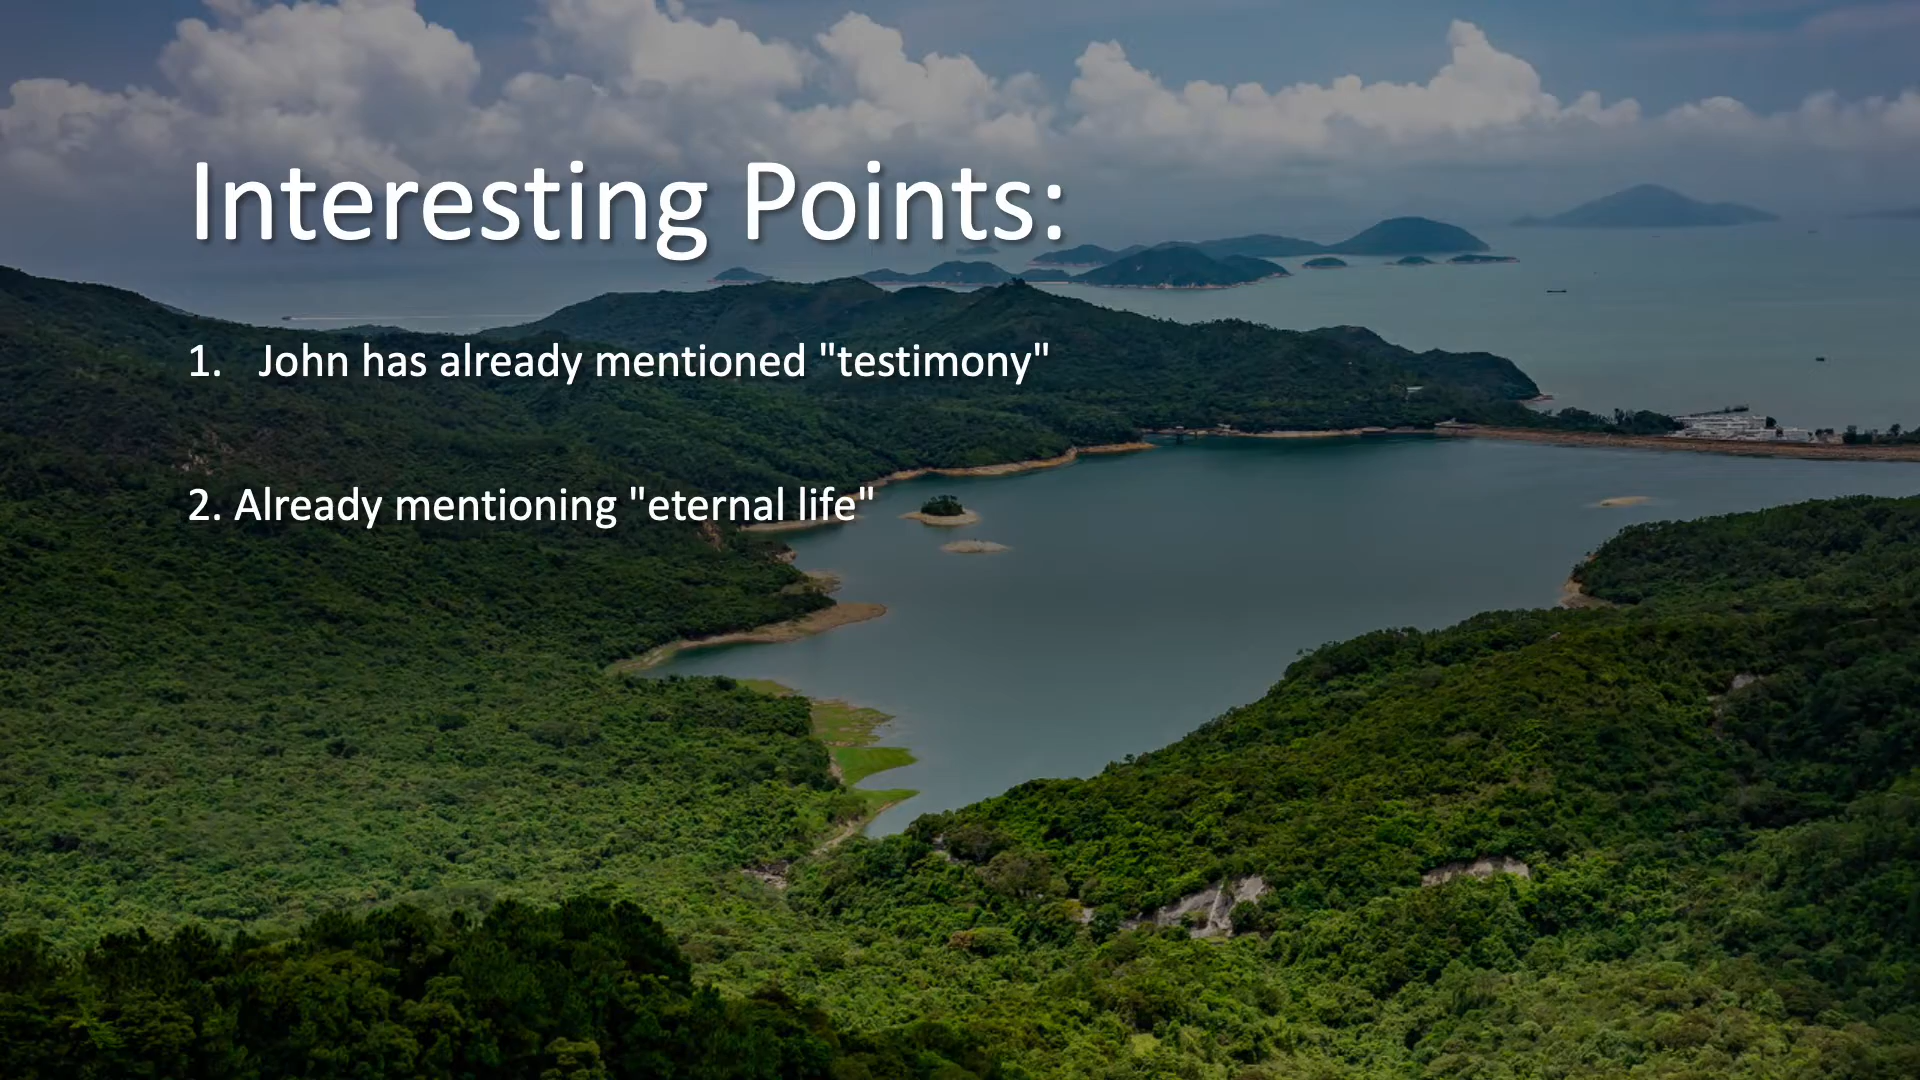 Interesting Points:
1. John has already mentioned "testimony"
2. Already mentioning "eternal life"